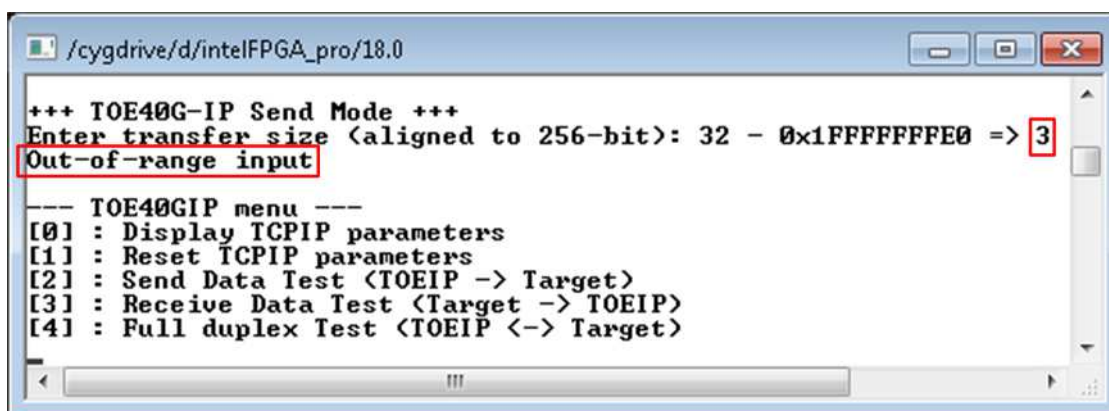 /cygdrive/d/intelFPGA_pro/18.0
+++ TOE40G-IP Send Mode +++
Enter transfer size (aligned to 256-bit): 32 - 0x1FFFFFFFE0 => 3
Out-of-range input
--- TOE40GIP menu ---
[0] : Display TCPIP parameters
[1] : Reset TCPIP parameters
[2] : Send Data Test (TOEIP -> Target)
[3] : Receive Data Test (Target -> TOEIP)
[4] : Full duplex Test (TOEIP <-> Target)